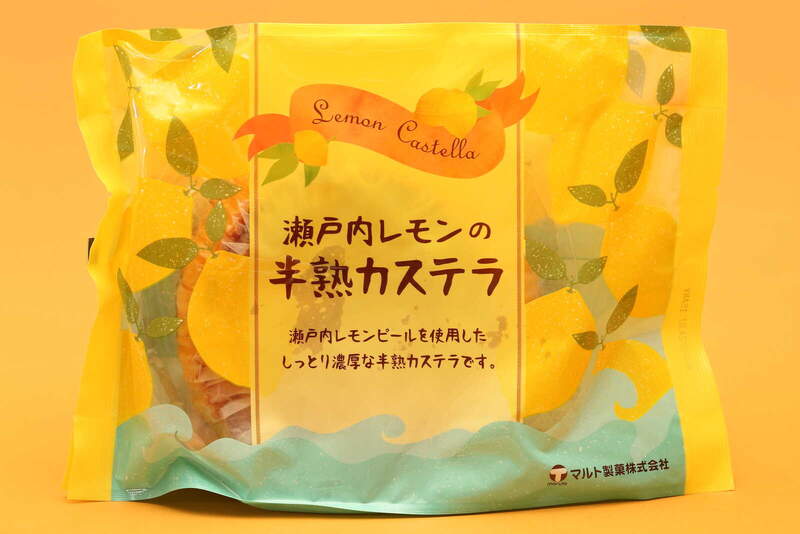 Lemon Castella
瀬戸内レモンの
半熟カステラ
瀬戸内レモンピールを使用した
しっとり濃厚な半熟カステラです。
マルト製菓株式会社